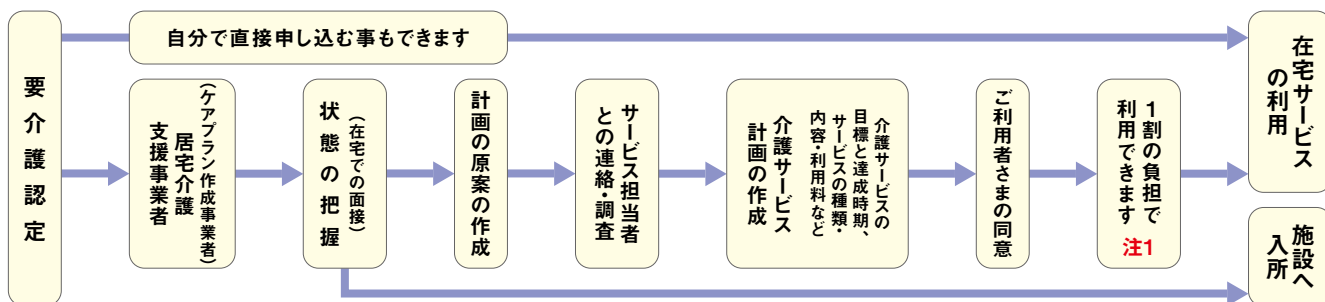 要介護認定
自分で直接申し込む事もできます
（ケアプラン作成事業者）
居宅介護
支援事業者
（在宅での面接）
状態の把握
計画の原案の作成
サービス担当者
との連絡・調査
介護サービスの
目標と達成時期、
サービスの種類・
内容・利用料など
介護サービス
計画の作成
ご利用者さまの同意
1割の負担で
利用できます
注1
在宅サービス
の利用
施設へ
入所